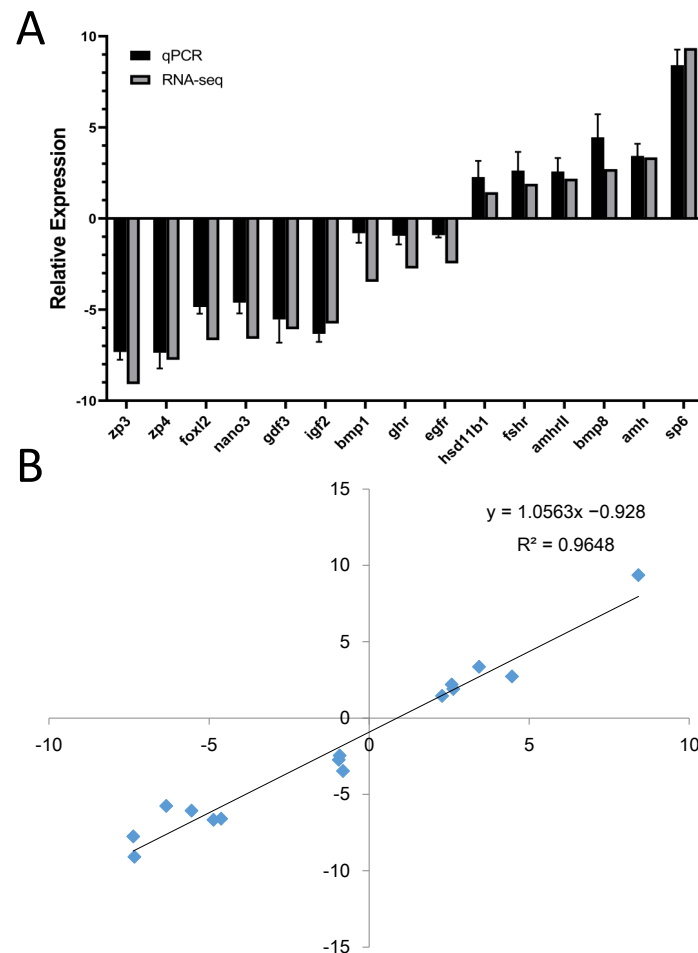 A
10
qPCR
RNA-seq
5
0
-5
-10
Relative Expression
zp3 zp4 foxl2 nano3 gdf3 igf2 bmp1 ghr egfr hsd11b1 fshr amhrII bmp8 amh sp6
B
15
y = 1.0563x −0.928
R² = 0.9648
10
5
0
-10 -5 0 5 10
-5
-10
-15